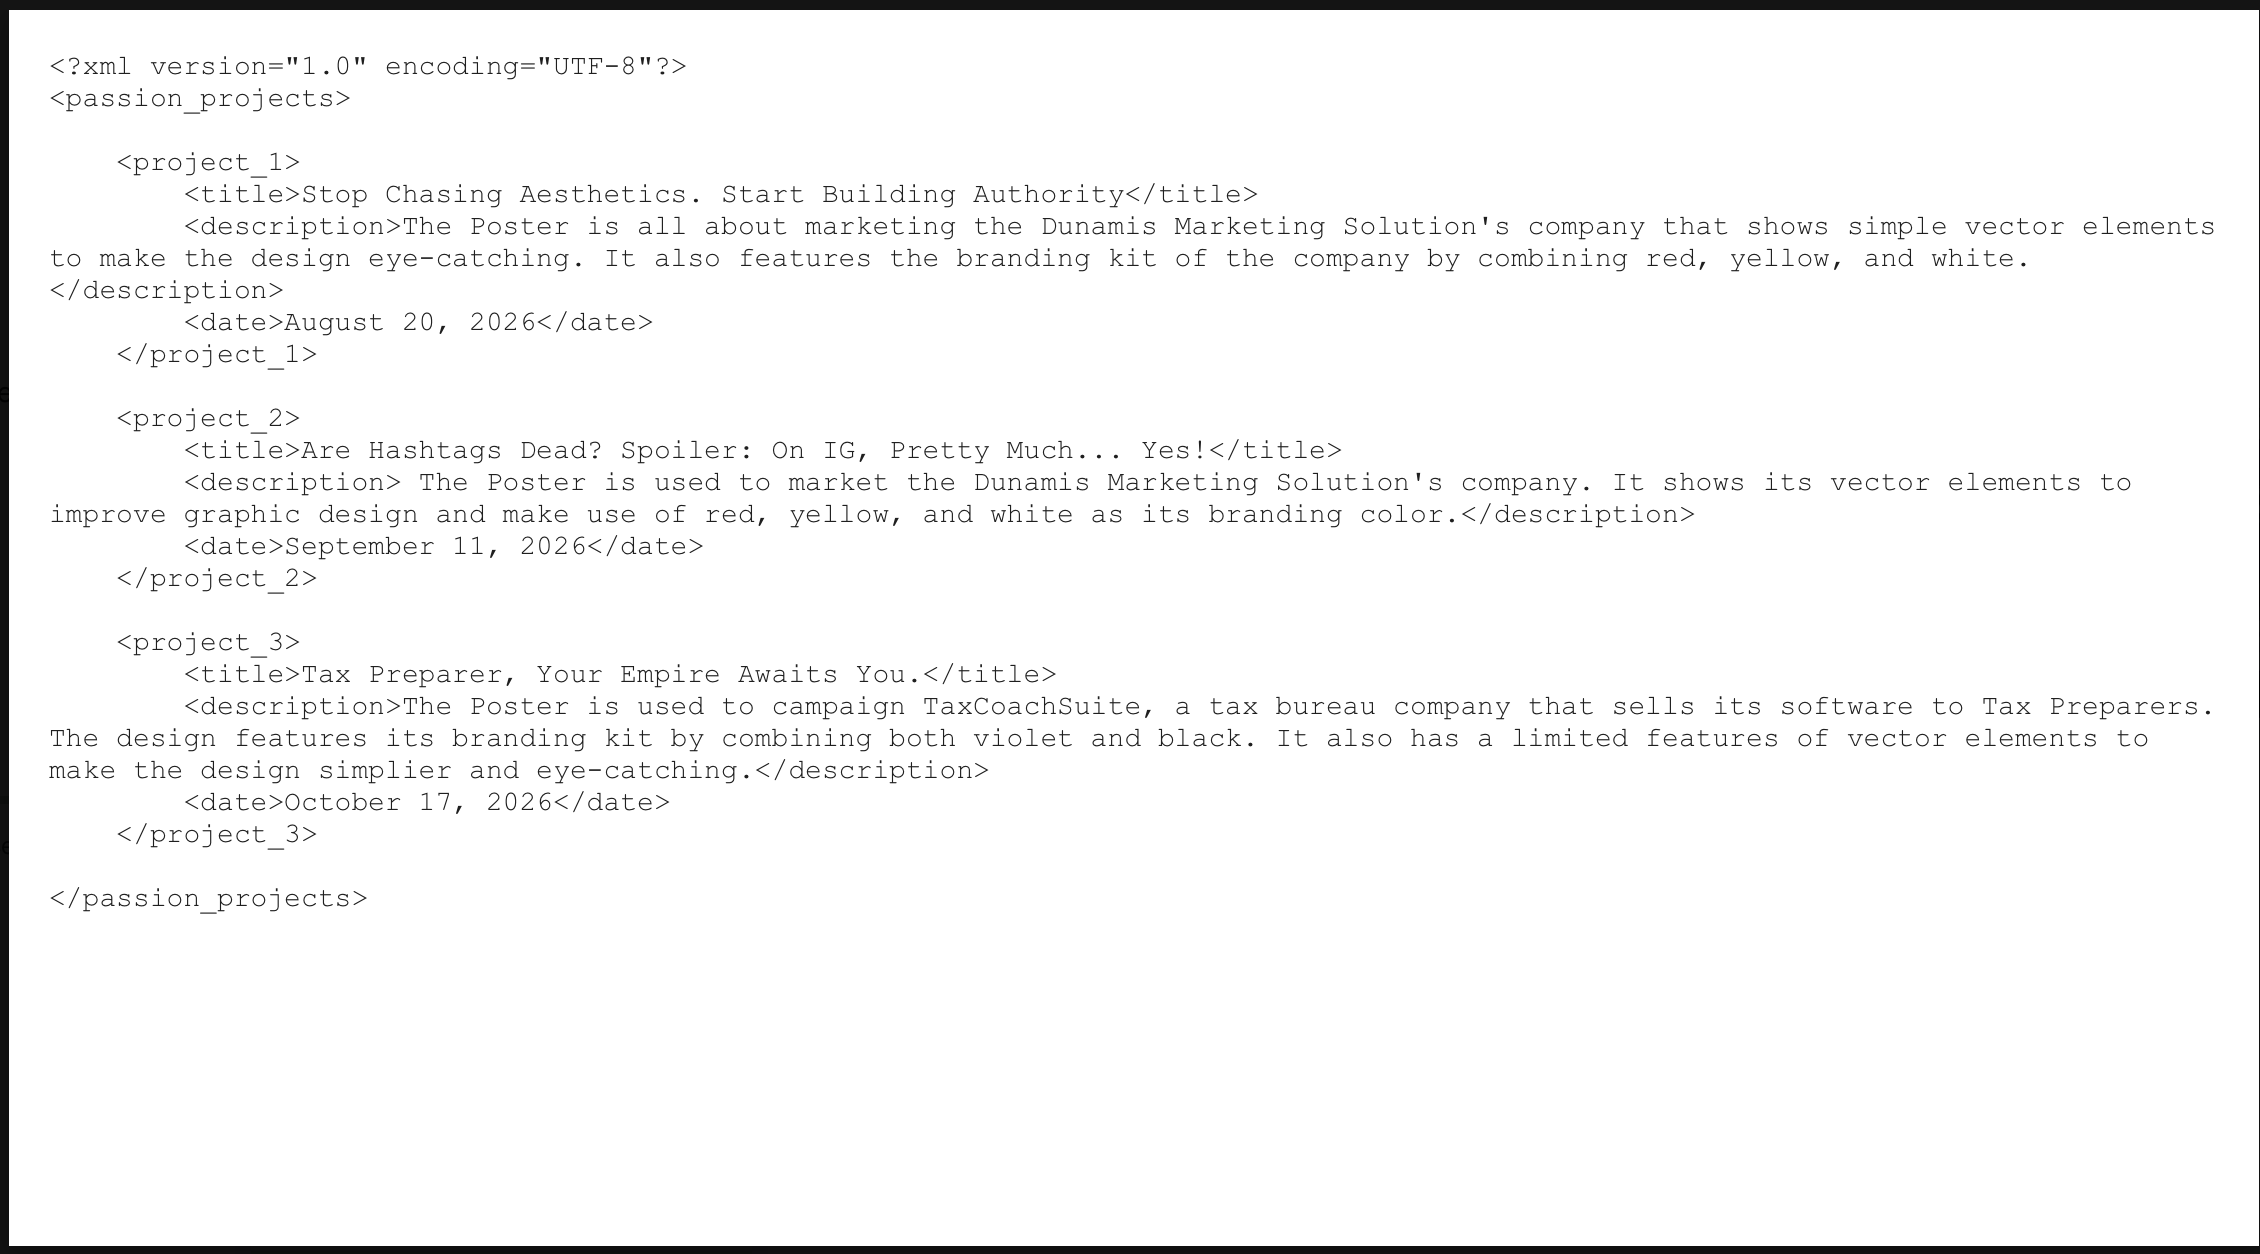 <?xml version="1.0" encoding="UTF-8"?>
<passion_projects>

    <project_1>
        <title>Stop Chasing Aesthetics. Start Building Authority</title>
        <description>The Poster is all about marketing the Dunamis Marketing Solution's company that shows simple vector elements
to make the design eye-catching. It also features the branding kit of the company by combining red, yellow, and white.
</description>
        <date>August 20, 2026</date>
    </project_1>

    <project_2>
        <title>Are Hashtags Dead? Spoiler: On IG, Pretty Much... Yes!</title>
        <description> The Poster is used to market the Dunamis Marketing Solution's company. It shows its vector elements to
improve graphic design and make use of red, yellow, and white as its branding color.</description>
        <date>September 11, 2026</date>
    </project_2>

    <project_3>
        <title>Tax Preparer, Your Empire Awaits You.</title>
        <description>The Poster is used to campaign TaxCoachSuite, a tax bureau company that sells its software to Tax Preparers.
The design features its branding kit by combining both violet and black. It also has a limited features of vector elements to
make the design simplier and eye-catching.</description>
        <date>October 17, 2026</date>
    </project_3>

</passion_projects>